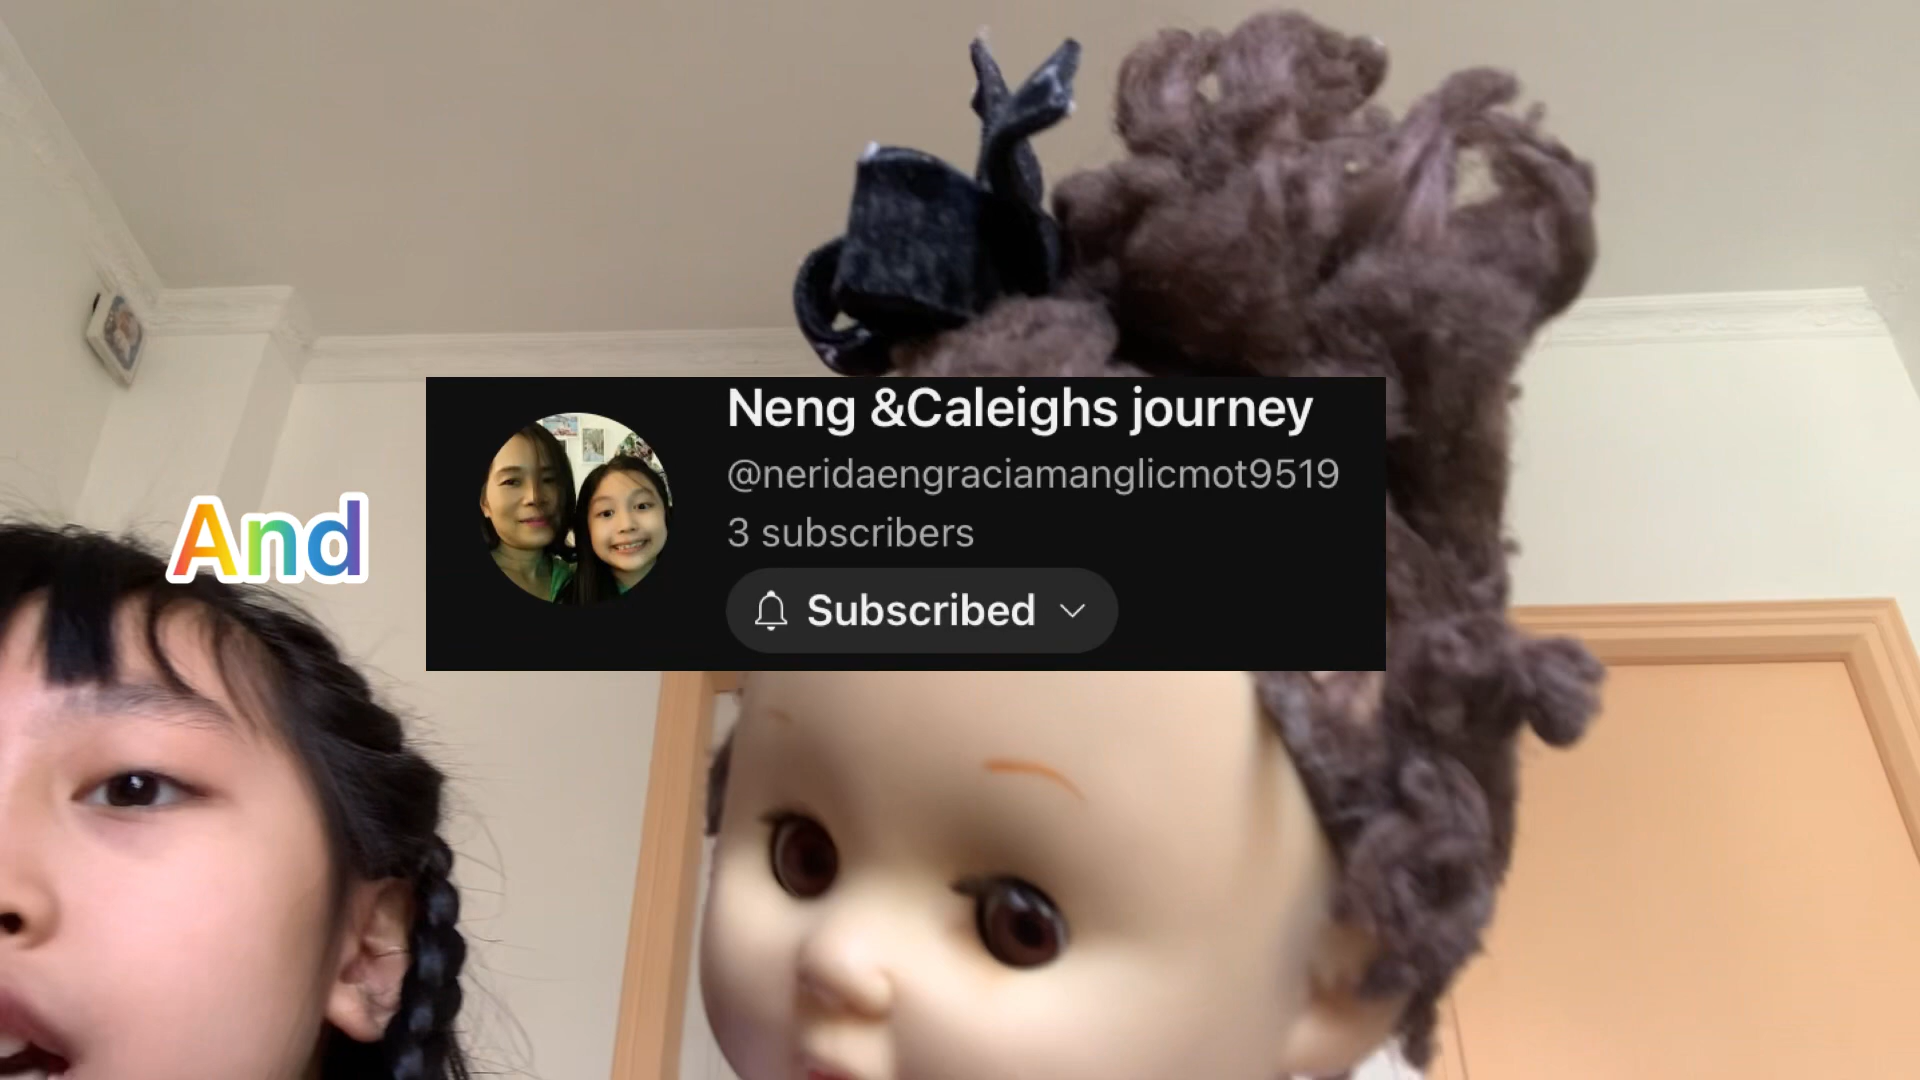 And
Neng &Caleighs journey
@neridaengraciamanglicmot9519
3 subscribers
Subscribed